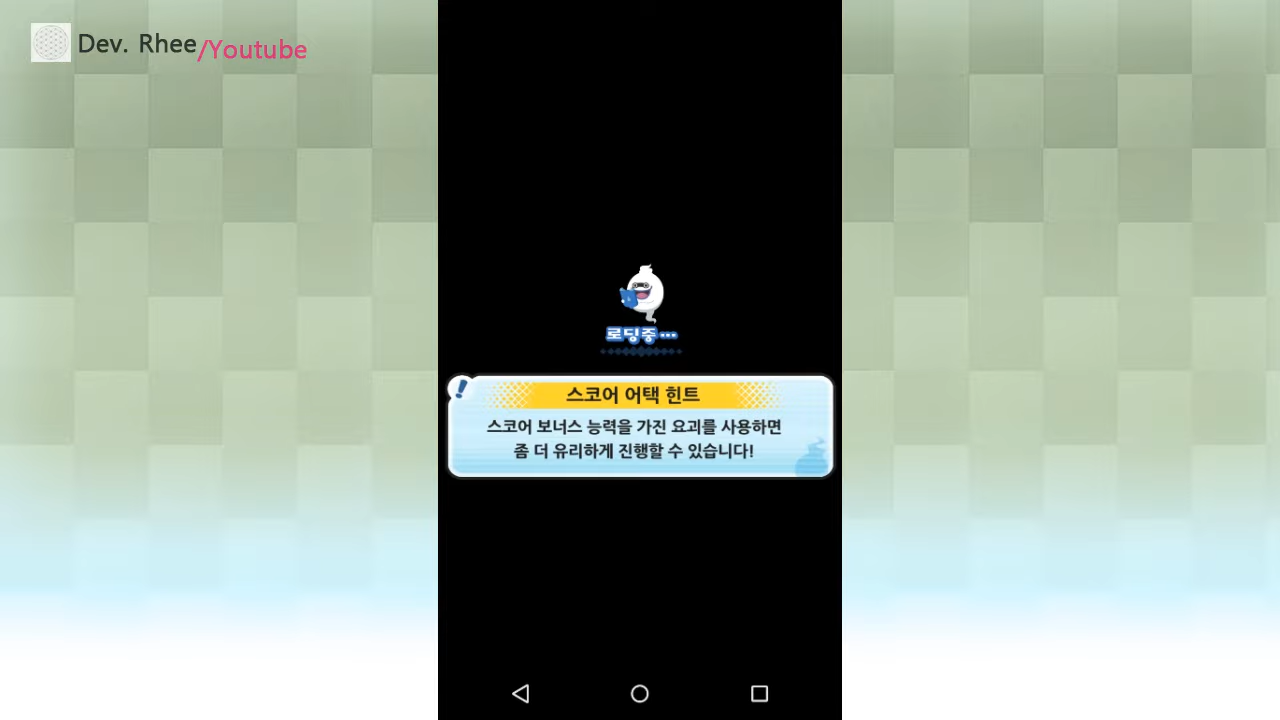 Dev. Rhee/Youtube
로딩중...
!
스코어 어택 힌트
스코어 보너스 능력을 가진 요괴를 사용하면
좀 더 유리하게 진행할 수 있습니다!